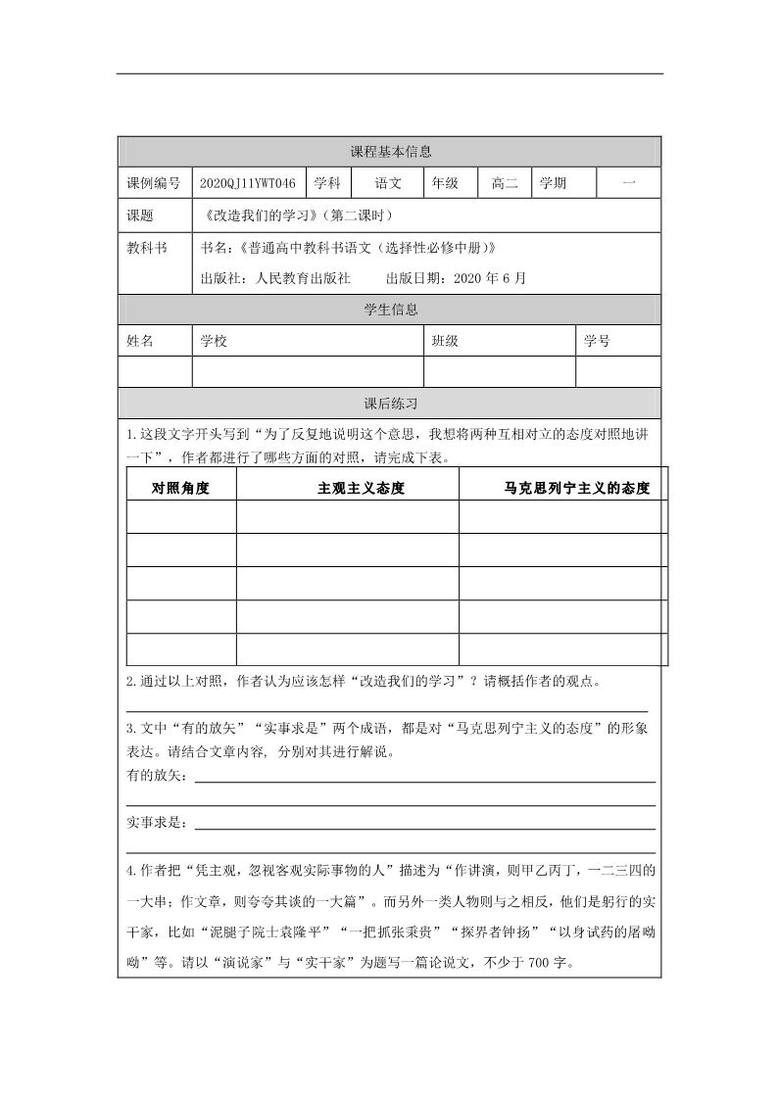 课程基本信息
课例编号 2020QJ11YWT046 学科 语文 年级 高二 学期 一
课题 《改造我们的学习》（第二课时）
教科书 书名：《普通高中教科书语文（选择性必修中册）》
出版社：人民教育出版社 出版日期：2020 年 6 月
学生信息
姓名 学校 班级 学号
课后练习
1.这段文字开头写到“为了反复地说明这个意思，我想将两种互相对立的态度对照地讲
一下”，作者都进行了哪些方面的对照，请完成下表。
对照角度 主观主义态度 马克思列宁主义的态度
2.通过以上对照，作者认为应该怎样“改造我们的学习”？请概括作者的观点。
3.文中“有的放矢”“实事求是”两个成语，都是对“马克思列宁主义的态度”的形象
表达。请结合文章内容，分别对其进行解说。
有的放矢：
实事求是：
4.作者把“凭主观，忽视客观实际事物的人”描述为“作讲演，则甲乙丙丁，一二三四的
一大串；作文章，则夸夸其谈的一大篇”。而另外一类人物则与之相反，他们是躬行的实
干家，比如“泥腿子院士袁隆平”“一把抓张秉贵”“探界者钟扬”“以身试药的屠呦
呦”等。请以“演说家”与“实干家”为题写一篇论说文，不少于 700 字。